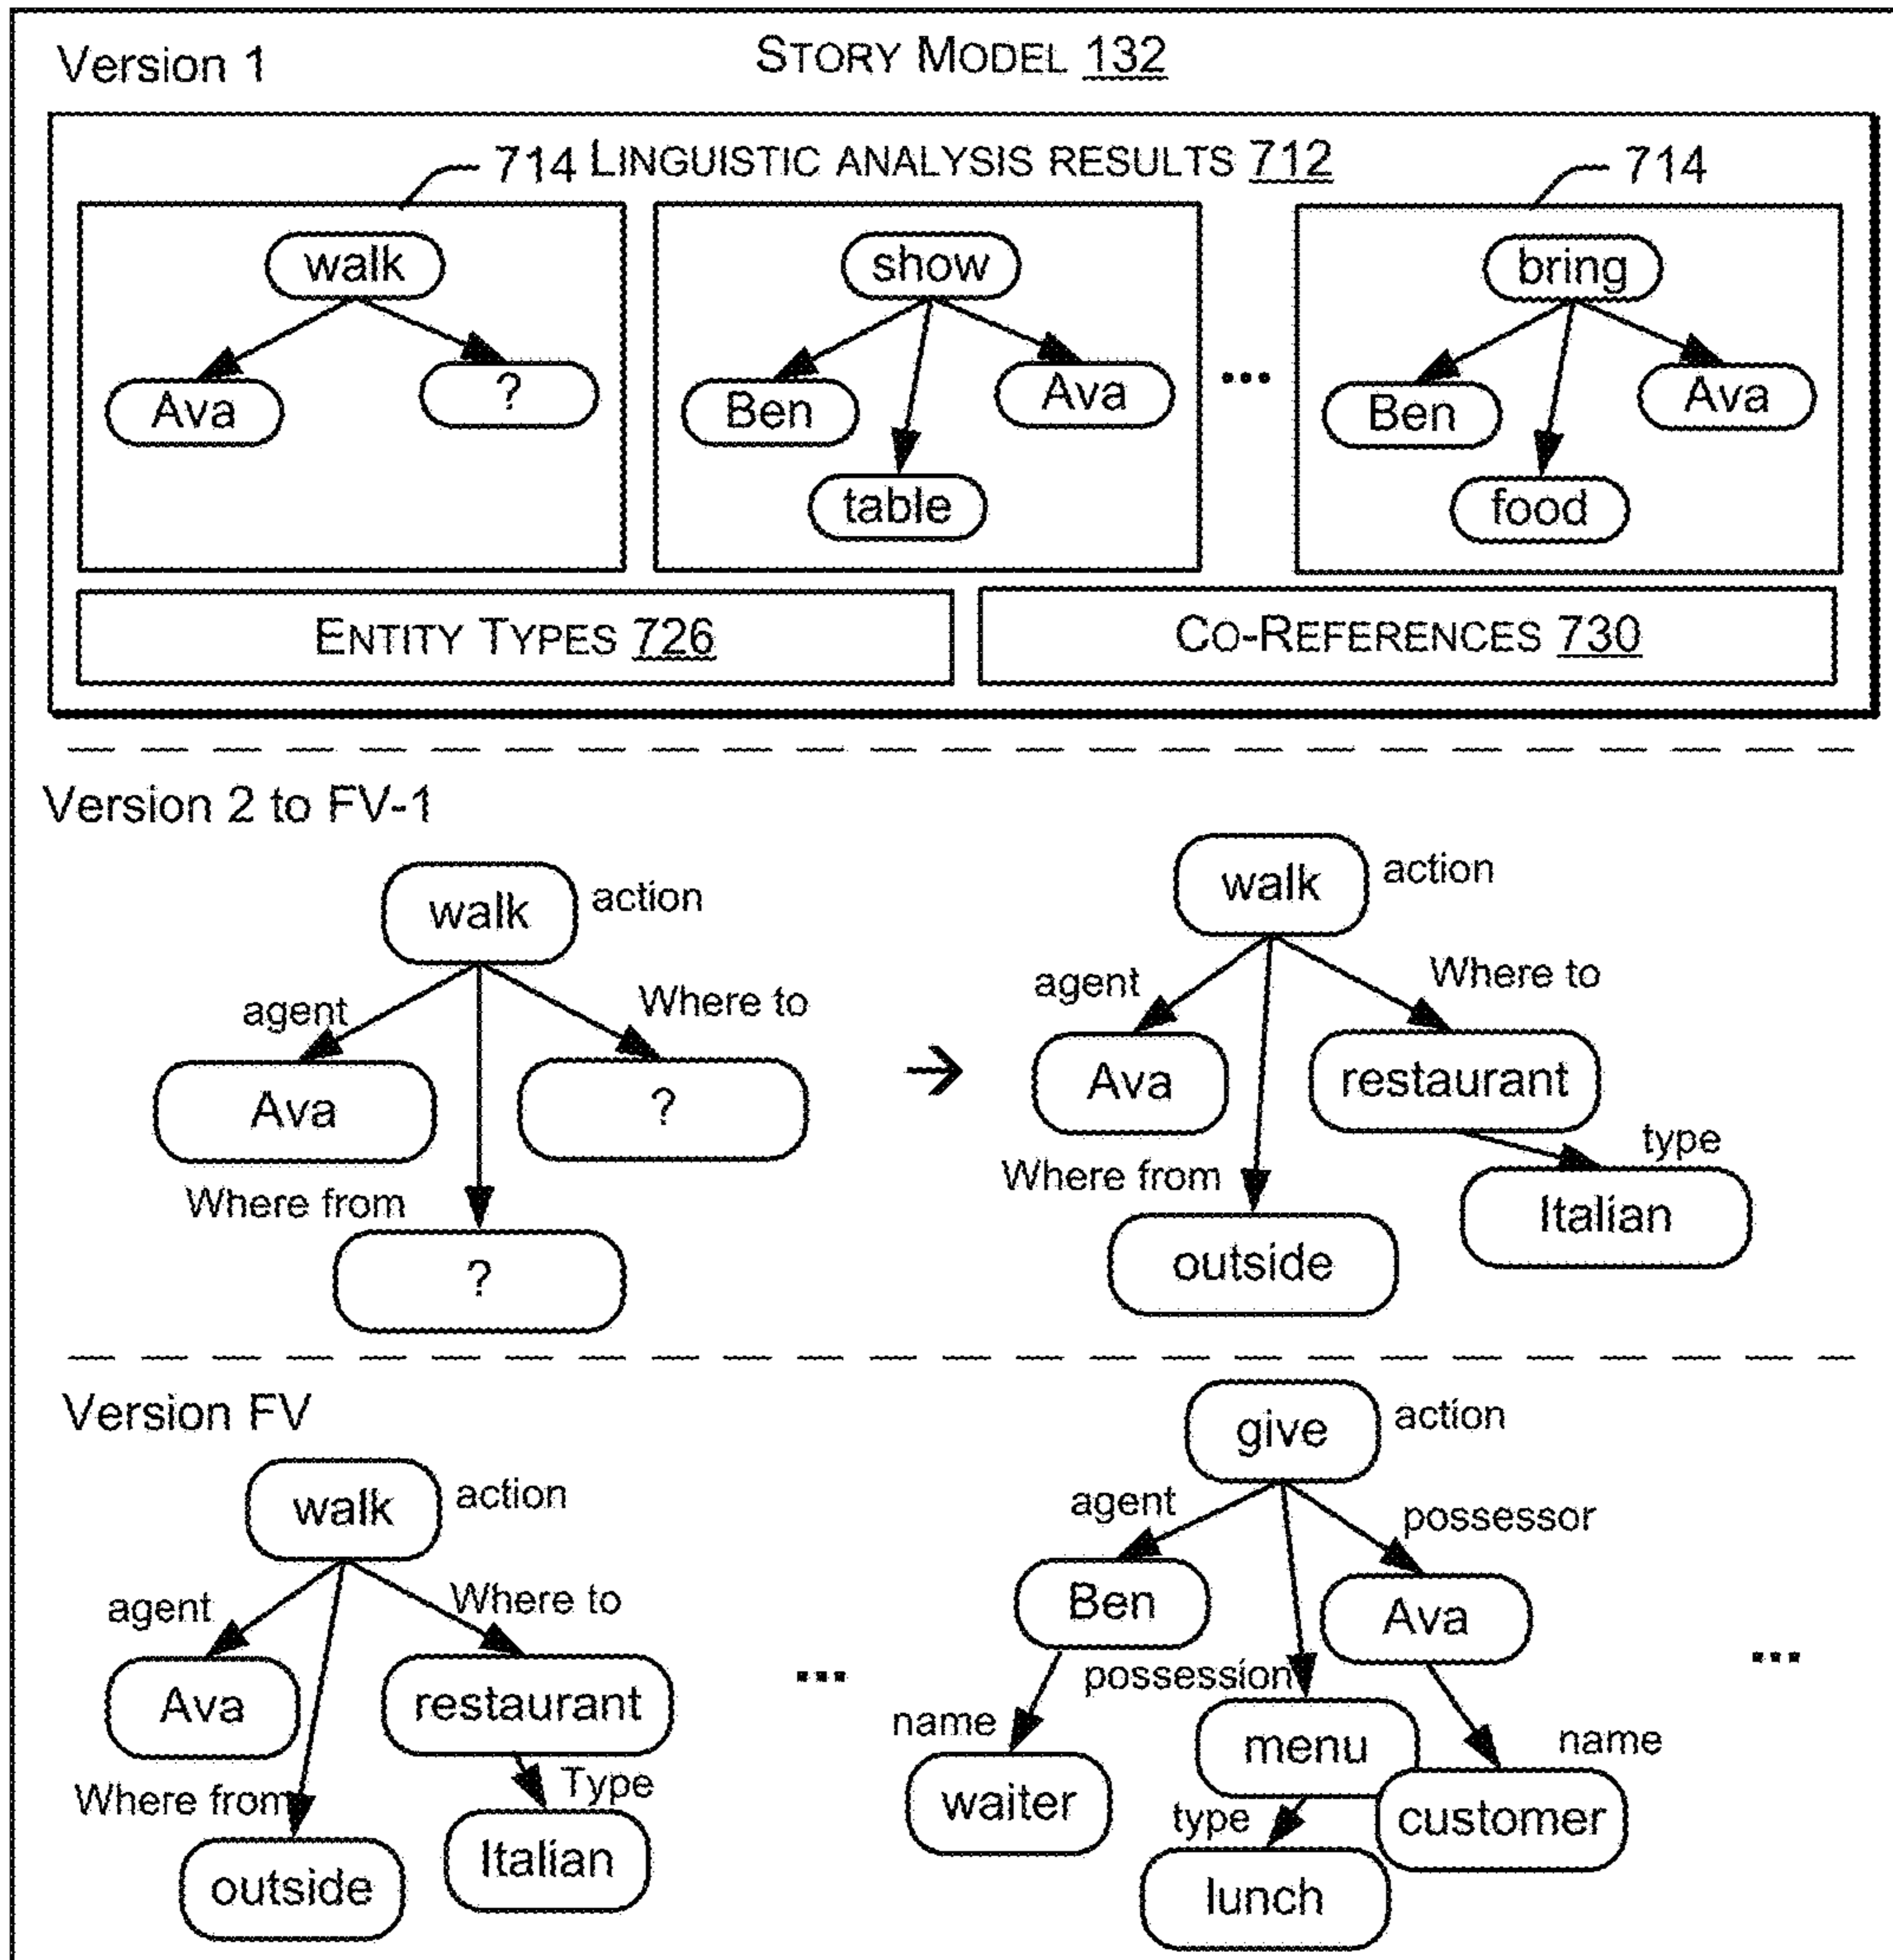 Version 1
STORY MODEL 132
714 LINGUISTIC ANALYSIS RESULTS 712
714
walk
show
bring
Ava
?
Ben
Ava
...
Ben
Ava
table
food
ENTITY TYPES 726
CO-REFERENCES 730
Version 2 to FV-1
walk action
agent
Where to
Ava
?
Where from
?
→
walk action
agent
Where to
Ava
restaurant
type
Where from
Italian
outside
Version FV
walk action
agent
Where to
Ava
restaurant
Where from
Type
outside
Italian
...
give action
agent
possessor
Ben
Ava
possession
name
menu
name
waiter
customer
type
lunch
...